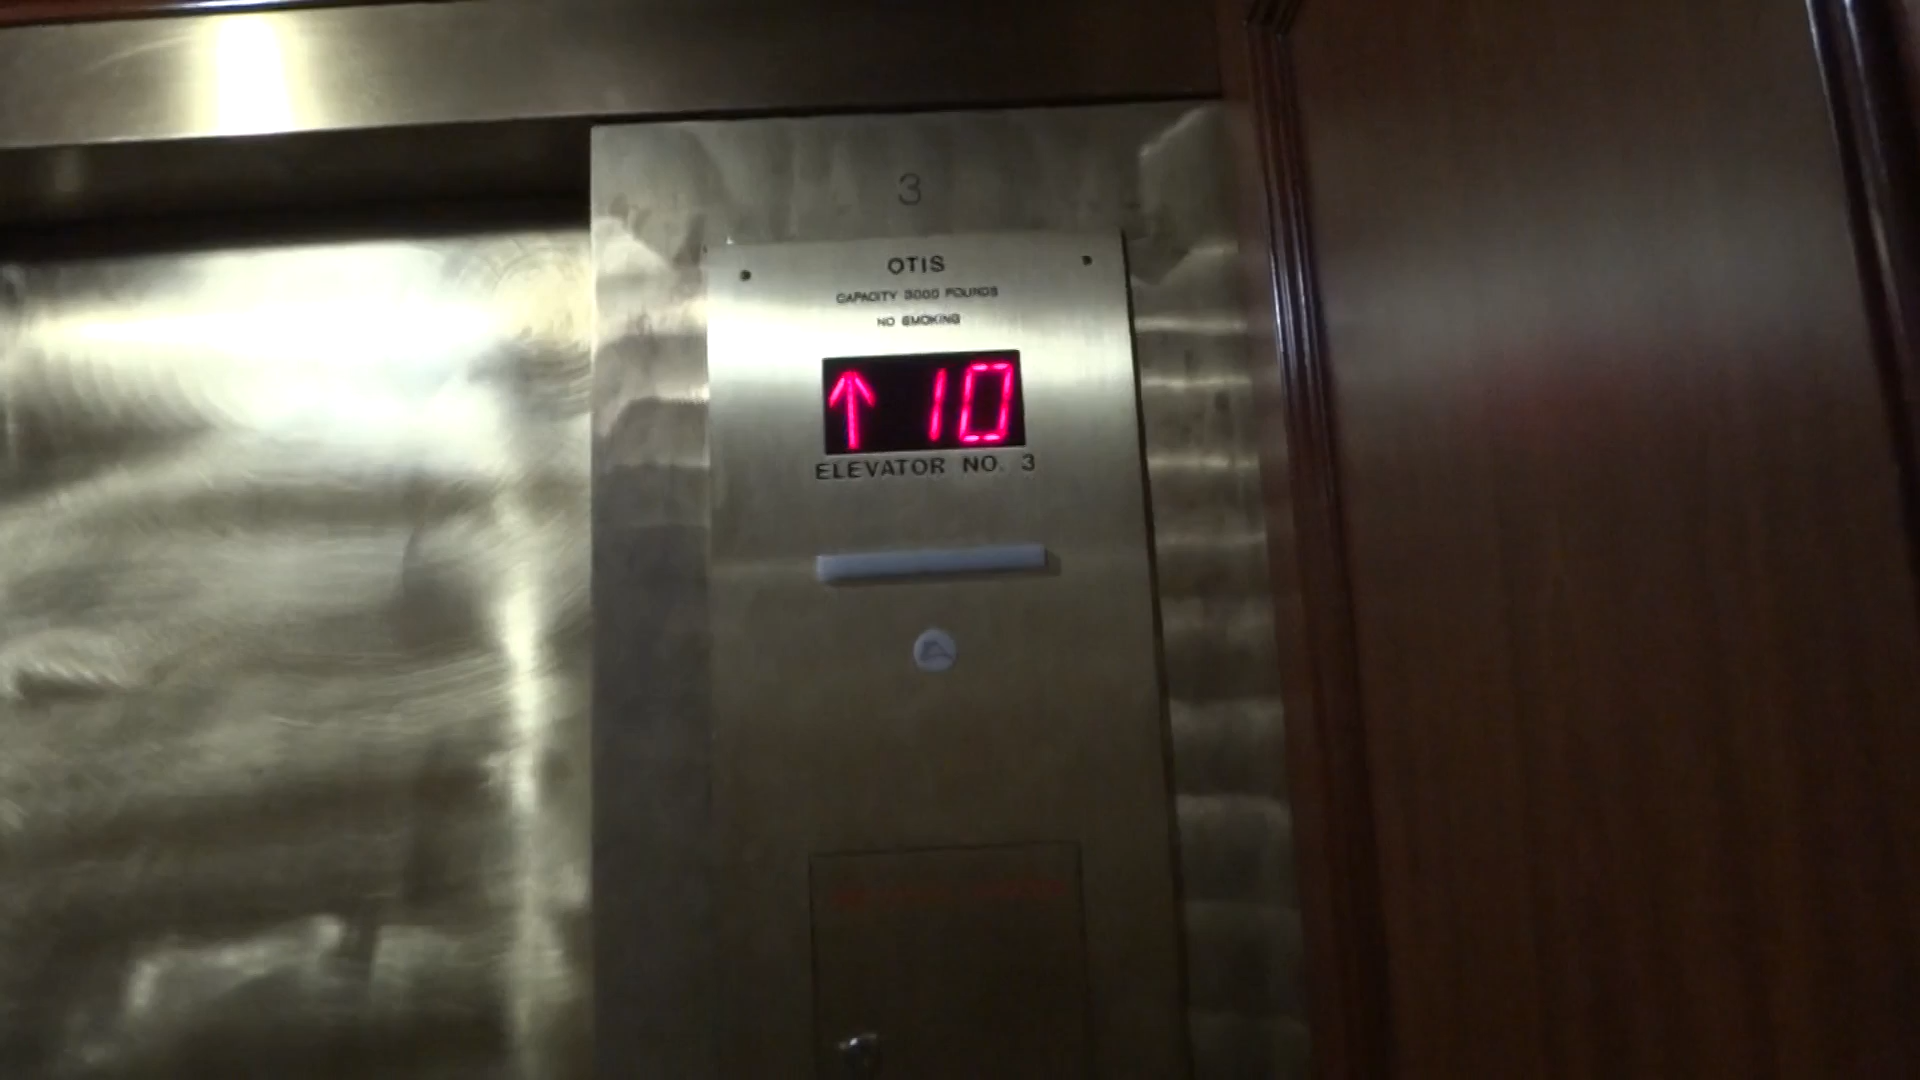 3
OTIS
CAPACITY 3000 POUNDS
NO SMOKING
↑ 10
ELEVATOR NO. 3